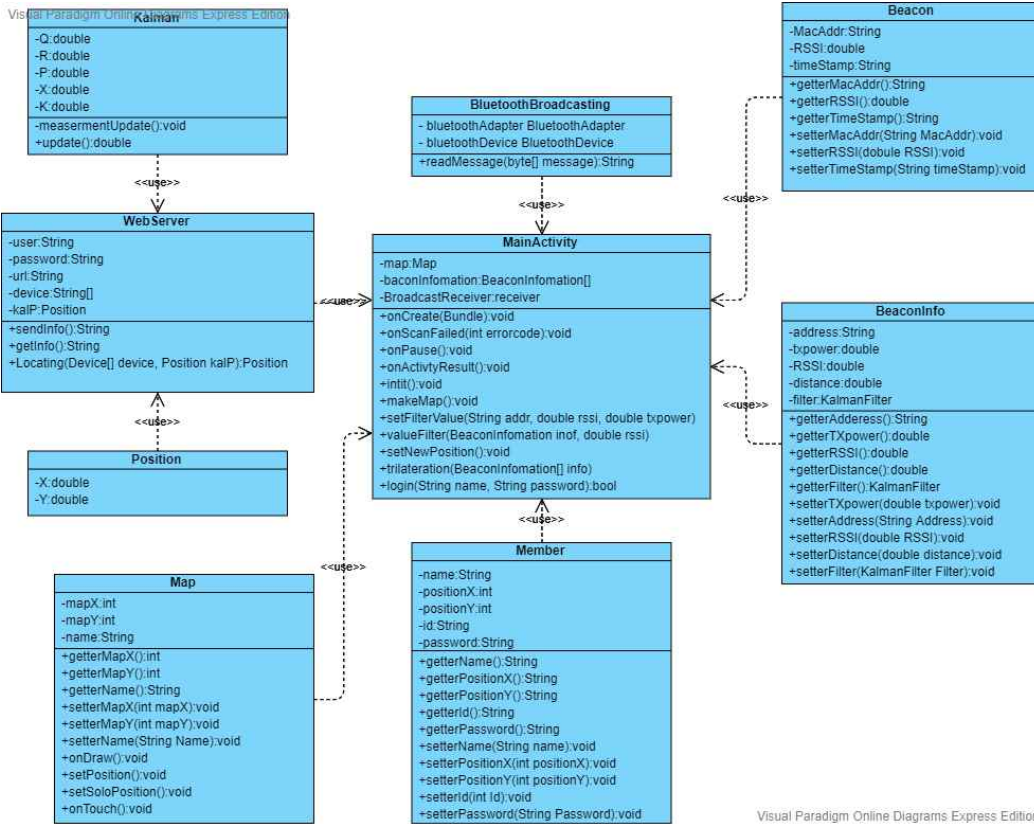 Visual Paradigm Online Diagrams Express Edition
Kalman
-Q:double
-R:double
-P:double
-X:double
-K:double
-measermentUpdate():void
+update():double
<<use>>
WebServer
-user:String
-password:String
-url:String
-device:String[]
-kalP:Position
+sendInfo():String
+getInfo():String
+Locating(Device[] device, Position kalP):Position
<<use>>
<<use>>
Position
-X:double
-Y:double
BluetoothBroadcasting
- bluetoothAdapter BluetoothAdapter
- bluetoothDevice BluetoothDevice
+readMessage(byte[] message):String
<<use>>
MainActivity
-map:Map
-baconInfomation:BeaconInfomation[]
-BroadcastReceiver:receiver
+onCreate(Bundle):void
+onScanFailed(int errorcode):void
+onPause():void
+onActivtyResult():void
+intit():void
+makeMap():void
+setFilterValue(String addr, double rssi, double txpower)
+valueFilter(BeaconInfomation inof, double rssi)
+setNewPosition():void
+trilateration(BeaconInfomation[] info)
+login(String name, String password):bool
<<use>>
Beacon
-MacAddr:String
-RSSI:double
-timeStamp:String
+getterMacAddr():String
+getterRSSI():double
+getterTimeStamp():String
+setterMacAddr(String MacAddr):void
+setterRSSI(dobule RSSI):void
+setterTimeStamp(String timeStamp):void
<<use>>
BeaconInfo
-address:String
-txpower:double
-RSSI:double
-distance:double
-filter:KalmanFilter
+getterAdderess():String
+getterTXpower():double
+getterRSSI():double
+getterDistance():double
+getterFilter():KalmanFilter
+setterTXpower(double txpower):void
+setterAddress(String Address):void
+setterRSSI(double RSSI):void
+setterDistance(double distance):void
+setterFilter(KalmanFilter Filter):void
<<use>>
<<use>>
Map
-mapX:int
-mapY:int
-name:String
+getterMapX():int
+getterMapY():int
+getterName():String
+setterMapX(int mapX):void
+setterMapY(int mapY):void
+setterName(String Name):void
+onDraw():void
+setPosition():void
+setSoloPosition():void
+onTouch():void
Member
-name:String
-positionX:int
-positionY:int
-id:String
-password:String
+getterName():String
+getterPositionX():String
+getterPositionY():String
+getterId():String
+getterPassword():String
+setterName(String name):void
+setterPositionX(int positionX):void
+setterPositionY(int positionY):void
+setterId(int Id):void
+setterPassword(String Password):void
Visual Paradigm Online Diagrams Express Edition